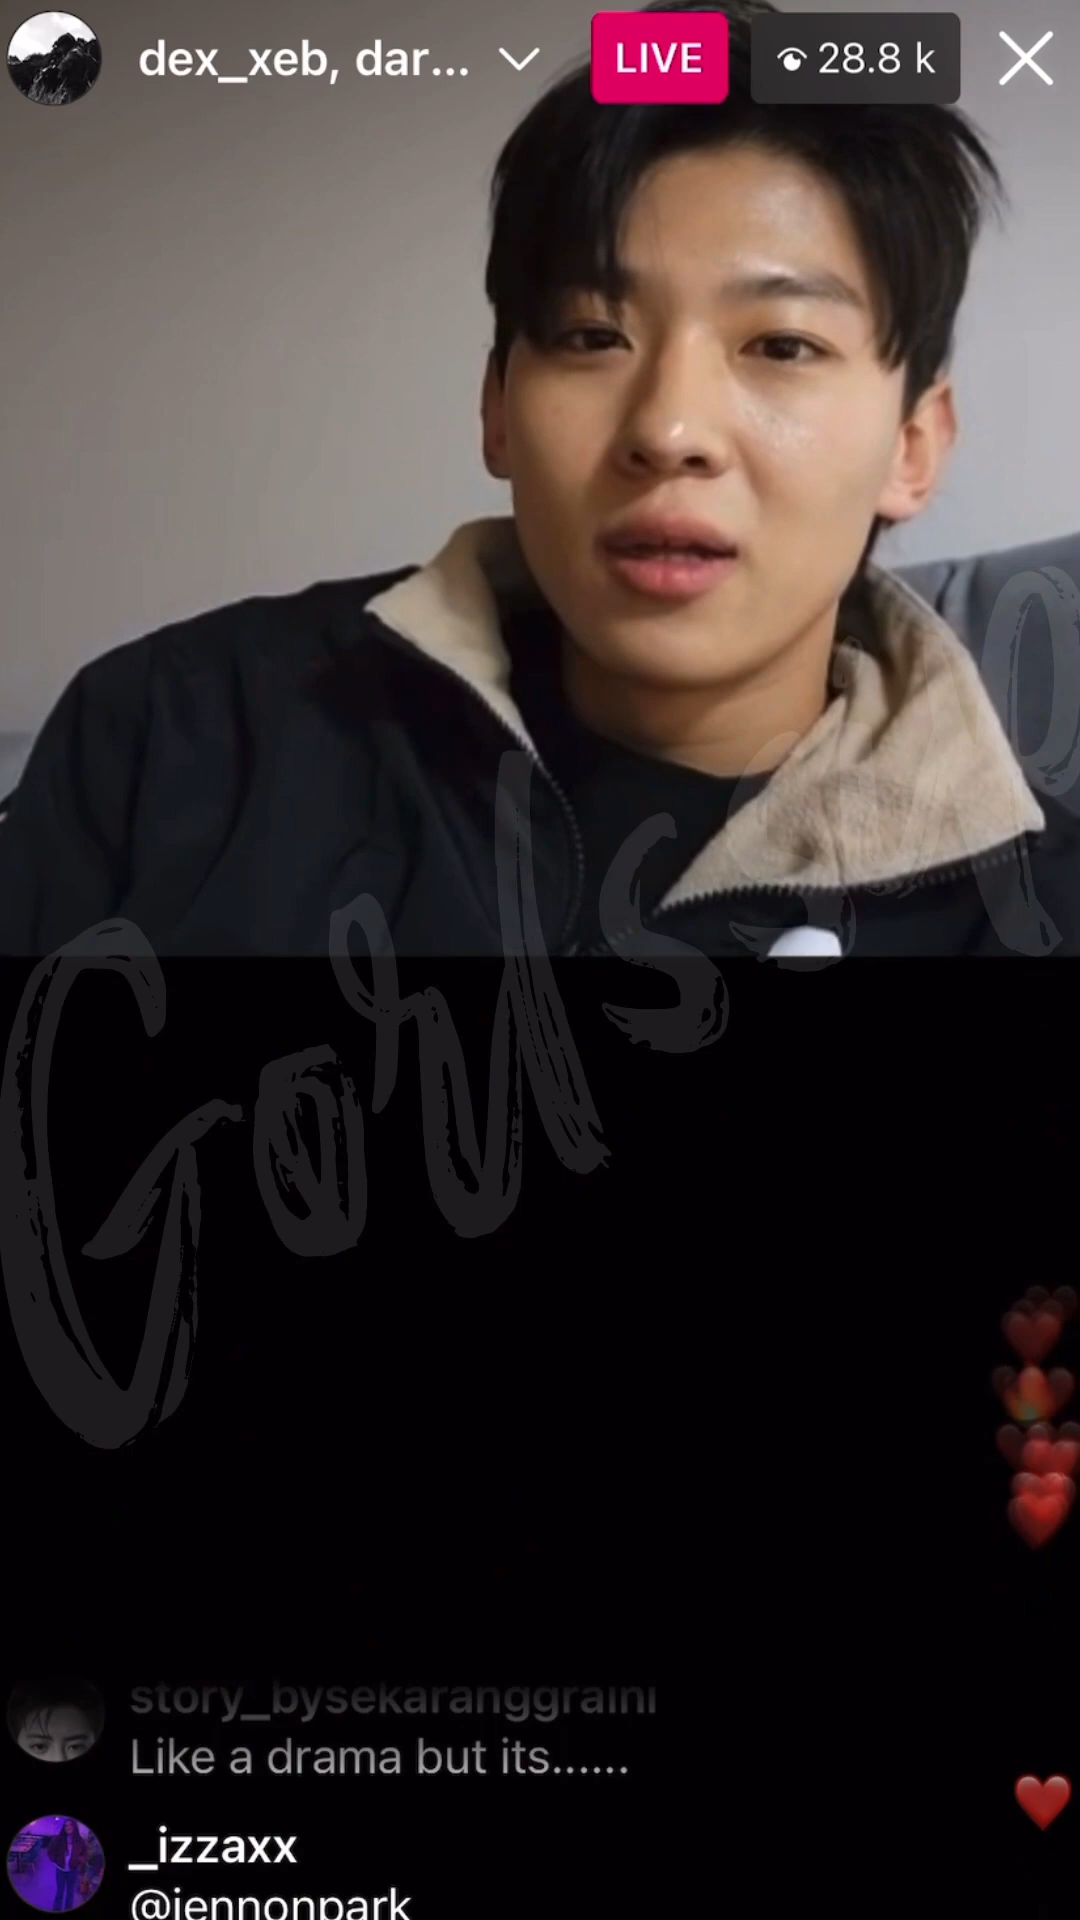 dex_xeb, dar...
LIVE
28.8 k
story_bysekaranggraini
Like a drama but its......
_izzaxx
@jennonpark